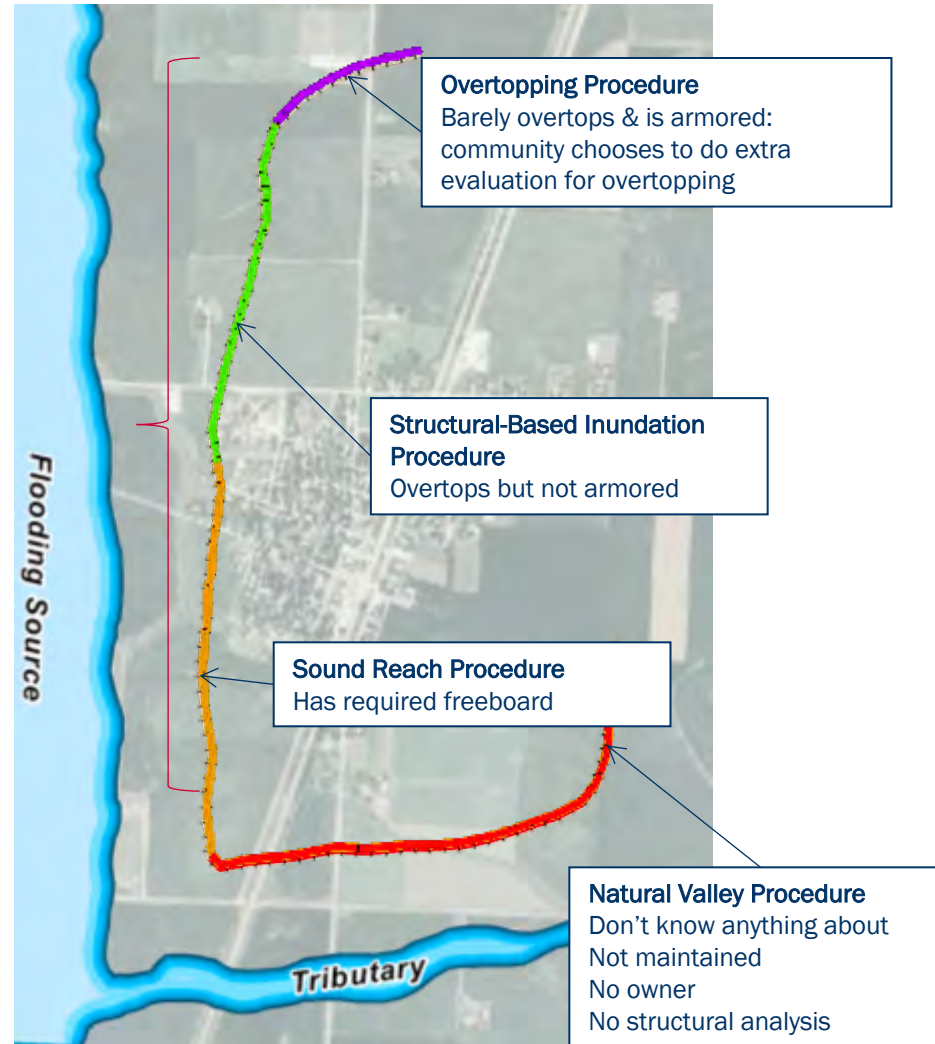 Overtopping Procedure
Barely overtops & is armored:
community chooses to do extra
evaluation for overtopping
Structural-Based Inundation
Procedure
Overtops but not armored
Flooding Source
Sound Reach Procedure
Has required freeboard
Natural Valley Procedure
Don't know anything about
Not maintained
No owner
No structural analysis
Tributary